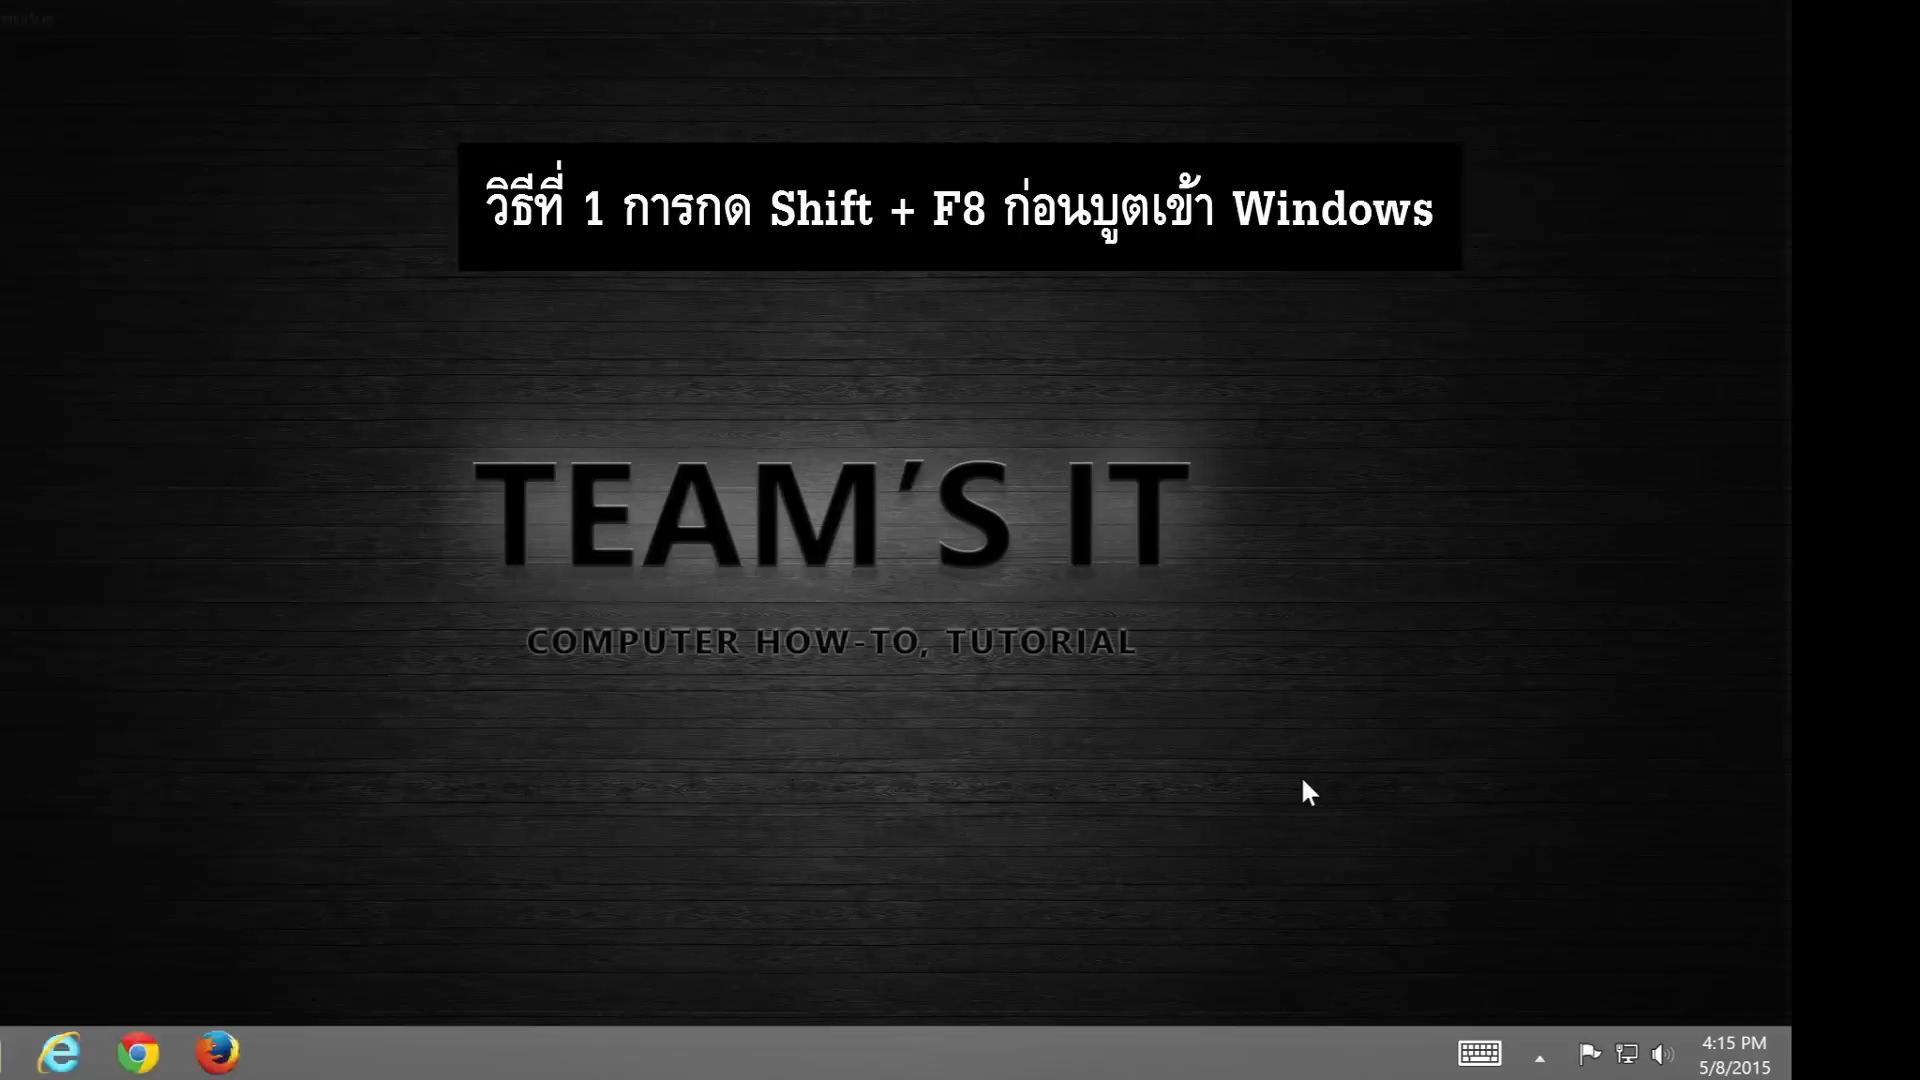 วิธีที่ 1 การกด Shift + F8 ก่อนบูตเข้า Windows
TEAM'S IT
COMPUTER HOW-TO, TUTORIAL
4:15 PM
5/8/2015